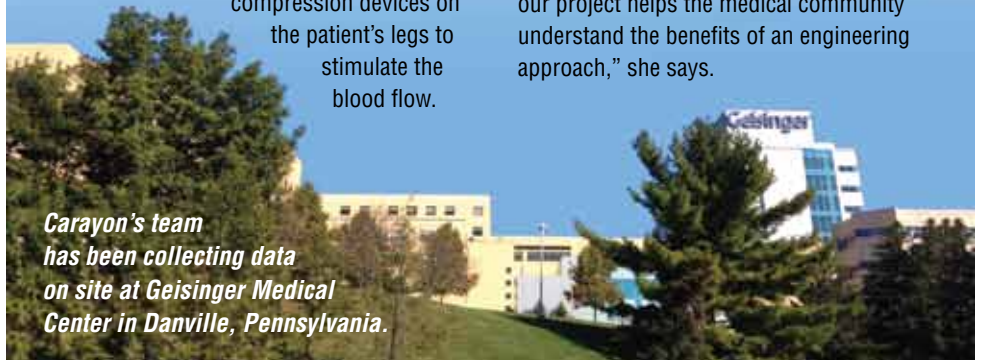 compression devices on
the patient’s legs to
stimulate the
blood flow.
our project helps the medical community
understand the benefits of an engineering
approach,” she says.
Geisinger
Carayon’s team
has been collecting data
on site at Geisinger Medical
Center in Danville, Pennsylvania.